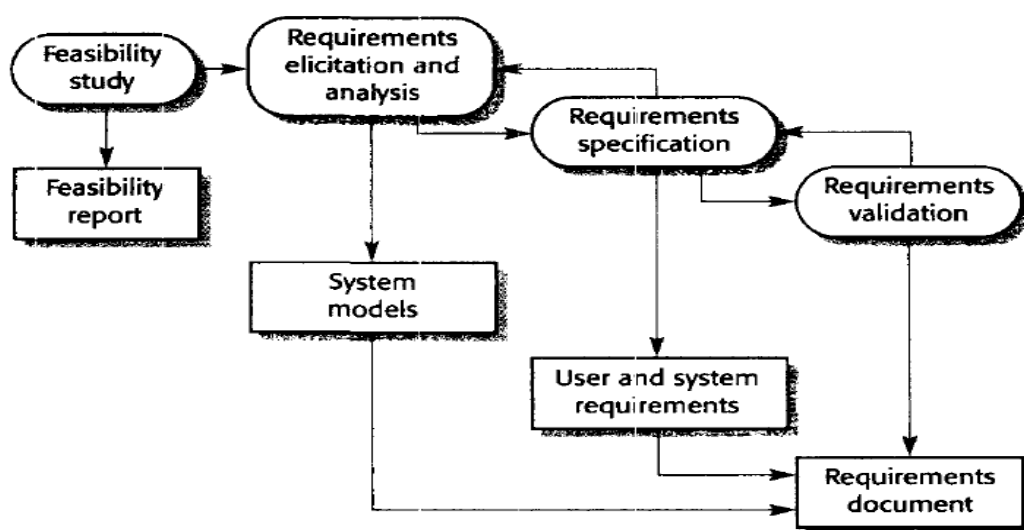 Feasibility
study
Requirements
elicitation and
analysis
Requirements
specification
Requirements
validation
Feasibility
report
System
models
User and system
requirements
Requirements
document